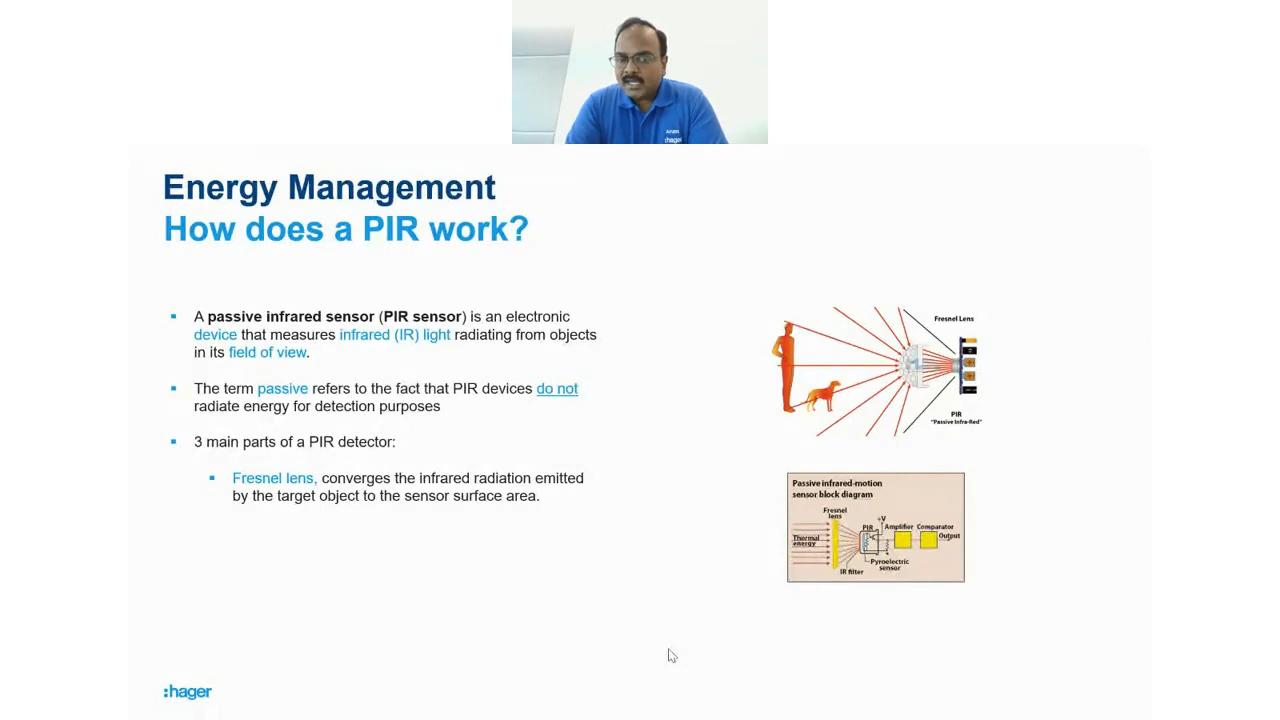 :hager
Energy Management
How does a PIR work?
▪ A passive infrared sensor (PIR sensor) is an electronic
device that measures infrared (IR) light radiating from objects
in its field of view.
▪ The term passive refers to the fact that PIR devices do not
radiate energy for detection purposes
▪ 3 main parts of a PIR detector:
▪ Fresnel lens, converges the infrared radiation emitted
by the target object to the sensor surface area.
Fresnel Lens
PIR
"Passive Infra-Red"
Passive infrared-motion
sensor block diagram
Fresnel
lens
+V
PIR
Amplifier
Comparator
Thermal
energy
Output
Pyroelectric
sensor
IR filter
:hager